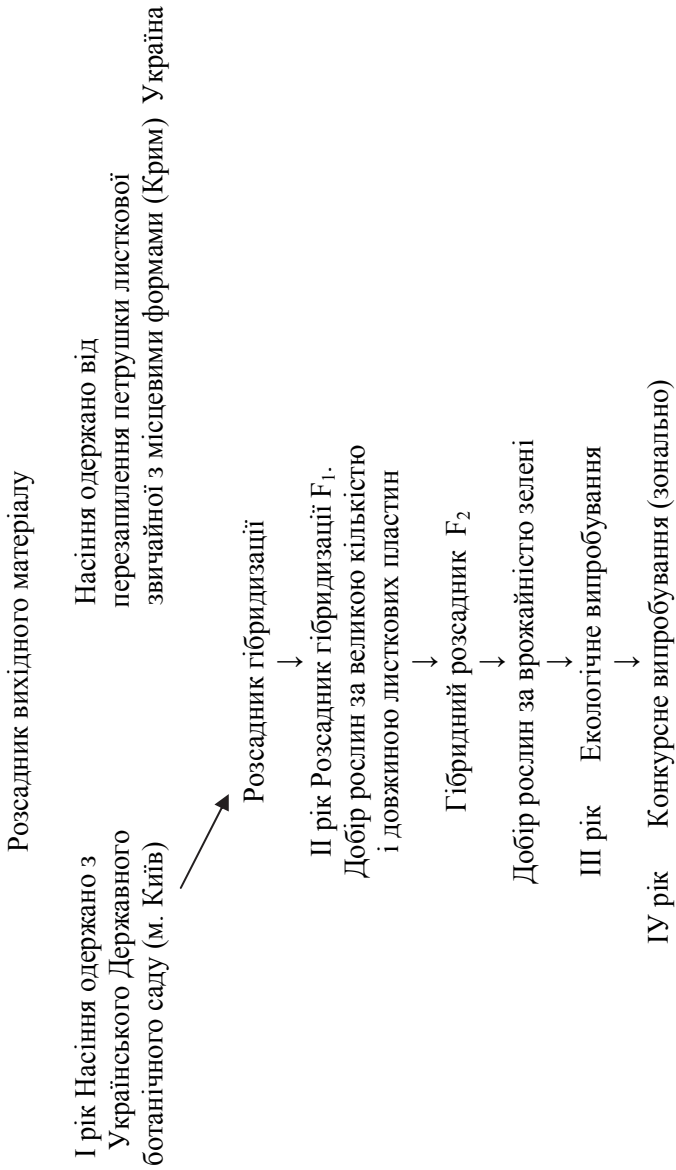 Розсадник вихідного матеріалу
І рік Насіння одержано з
Українського Державного
ботанічного саду (м. Київ)
Насіння одержано від
перезапилення петрушки листкової
звичайної з місцевими формами (Крим) Україна
Розсадник гібридизації
↓
ІІ рік Розсадник гібридизації F₁.
Добір рослин за великою кількістю
і довжиною листкових пластин
↓
Гібридний розсадник F₂
↓
Добір рослин за врожайністю зелені
↓
ІІІ рік Екологічне випробування
↓
ІУ рік Конкурсне випробування (зонально)